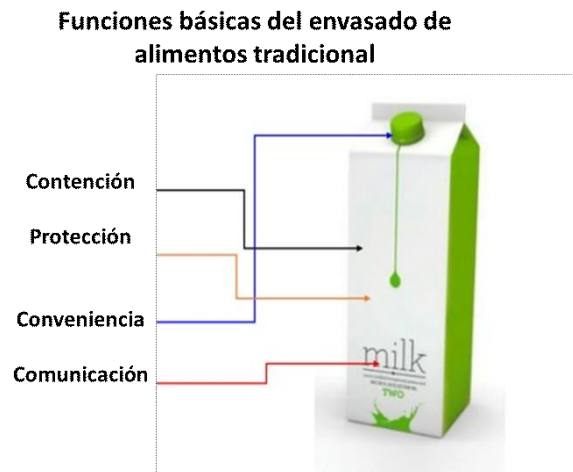 Funciones básicas del envasado de
alimentos tradicional
Contención
Protección
Conveniencia
Comunicación
milk
TWO